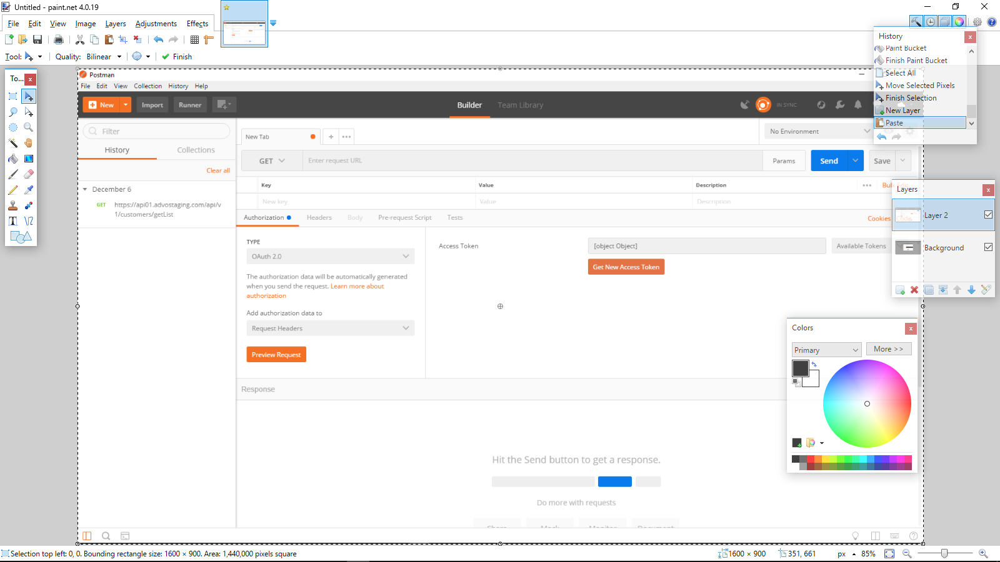 Untitled - paint.net 4.0.19
File Edit View Image Layers Adjustments Effects
Tool: Quality: Bilinear Finish
To... x
History x
Paint Bucket
Finish Paint Bucket
Select All
Move Selected Pixels
Finish Selection
New Layer
Paste
Postman
File Edit View Collection History Help
New Import Runner Builder Team Library IN SYNC
Filter
History Collections
Clear all
December 6
GET https://api01.advostaging.com/api/v
1/customers/getList
New Tab + ••• No Environment
GET Enter request URL Params Send Save
Key Value Description •••
New key Value Description
Authorization Headers Body Pre-request Script Tests Cookies
TYPE
OAuth 2.0
The authorization data will be automatically generated
when you send the request. Learn more about
authorization
Add authorization data to
Request Headers
Preview Request
Access Token [object Object] Available Tokens
Get New Access Token
Response
Hit the Send button to get a response.
Do more with requests
Share Mock Monitor Document
Layers x
Layer 2
Background
Colors x
Primary More >>
Selection top left: 0, 0. Bounding rectangle size: 1600 × 900. Area: 1,440,000 pixels square
1600 × 900 351, 661 px 85%